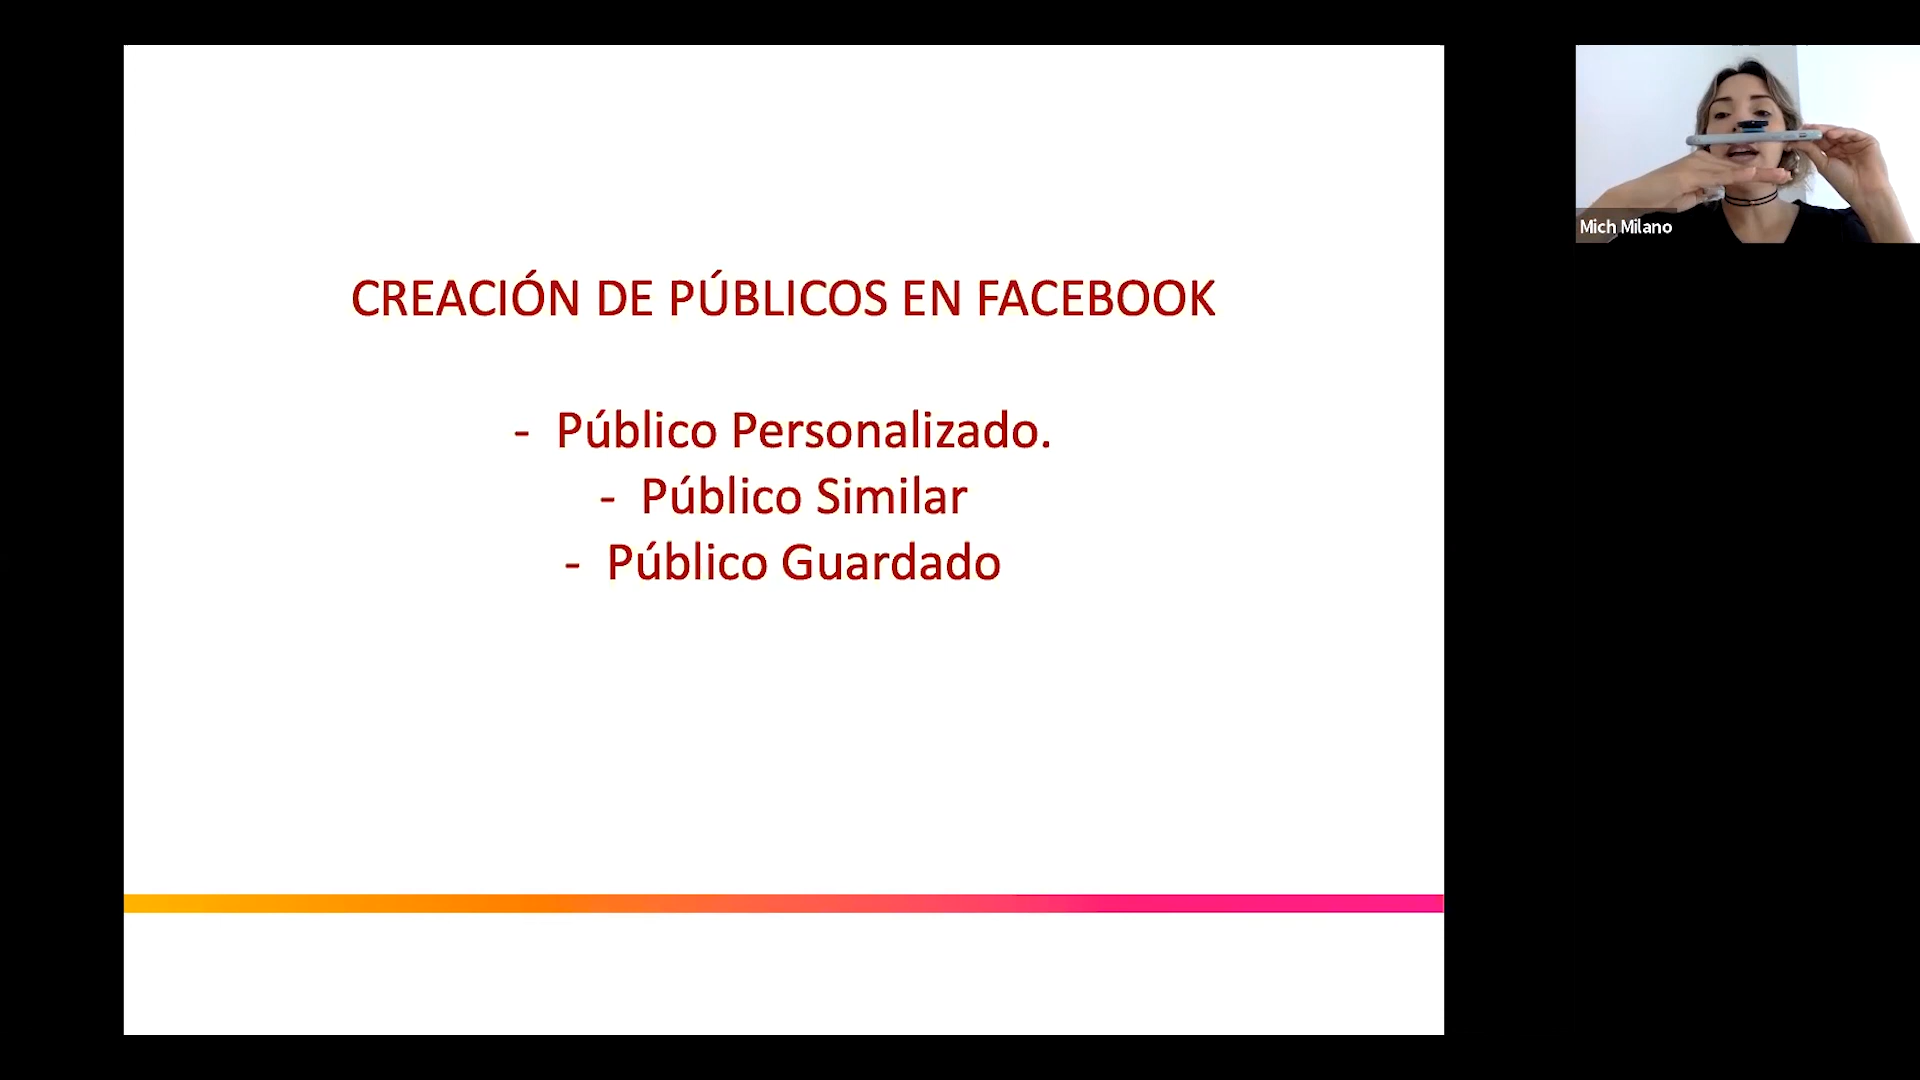 CREACIÓN DE PÚBLICOS EN FACEBOOK
- Público Personalizado.
- Público Similar
- Público Guardado
Mich Milano